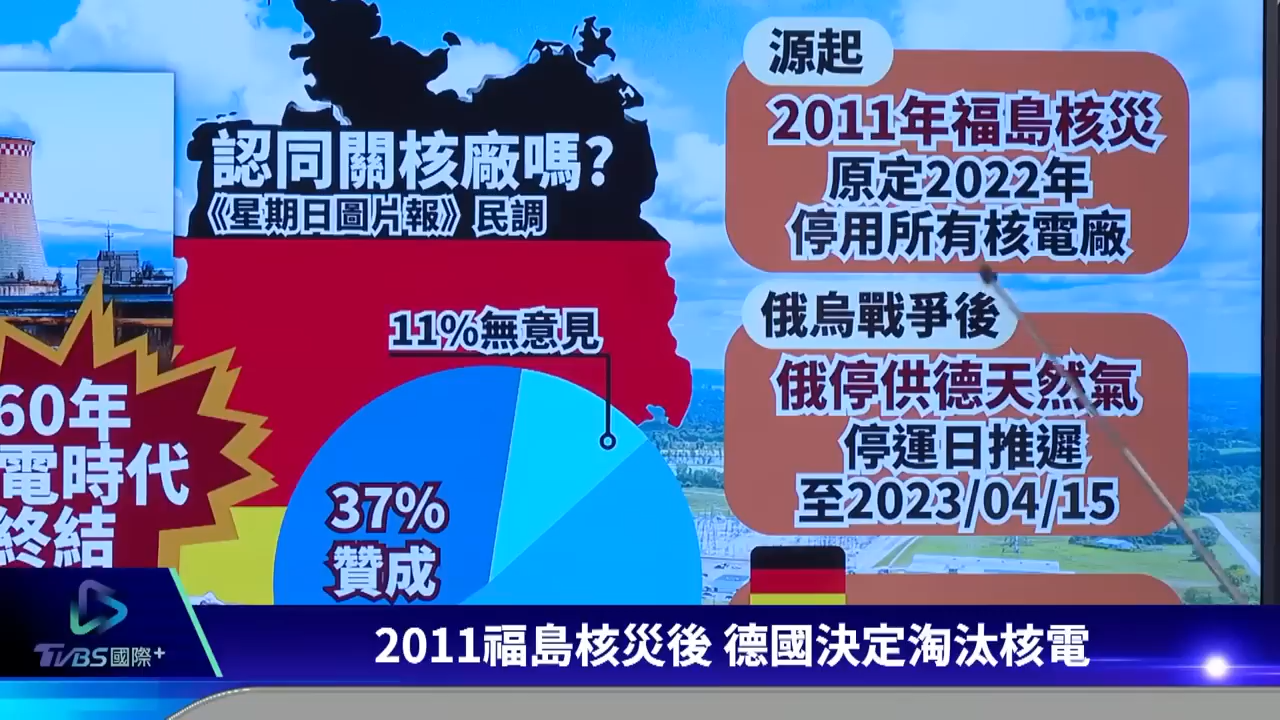 認同關核廠嗎?
《星期日圖片報》民調
11%無意見
37%
贊成
60年
電時代
終結
源起
2011年福島核災
原定2022年
停用所有核電廠
俄烏戰爭後
俄停供德天然氣
停運日推遲
至2023/04/15
TVBS國際+
2011福島核災後 德國決定淘汰核電